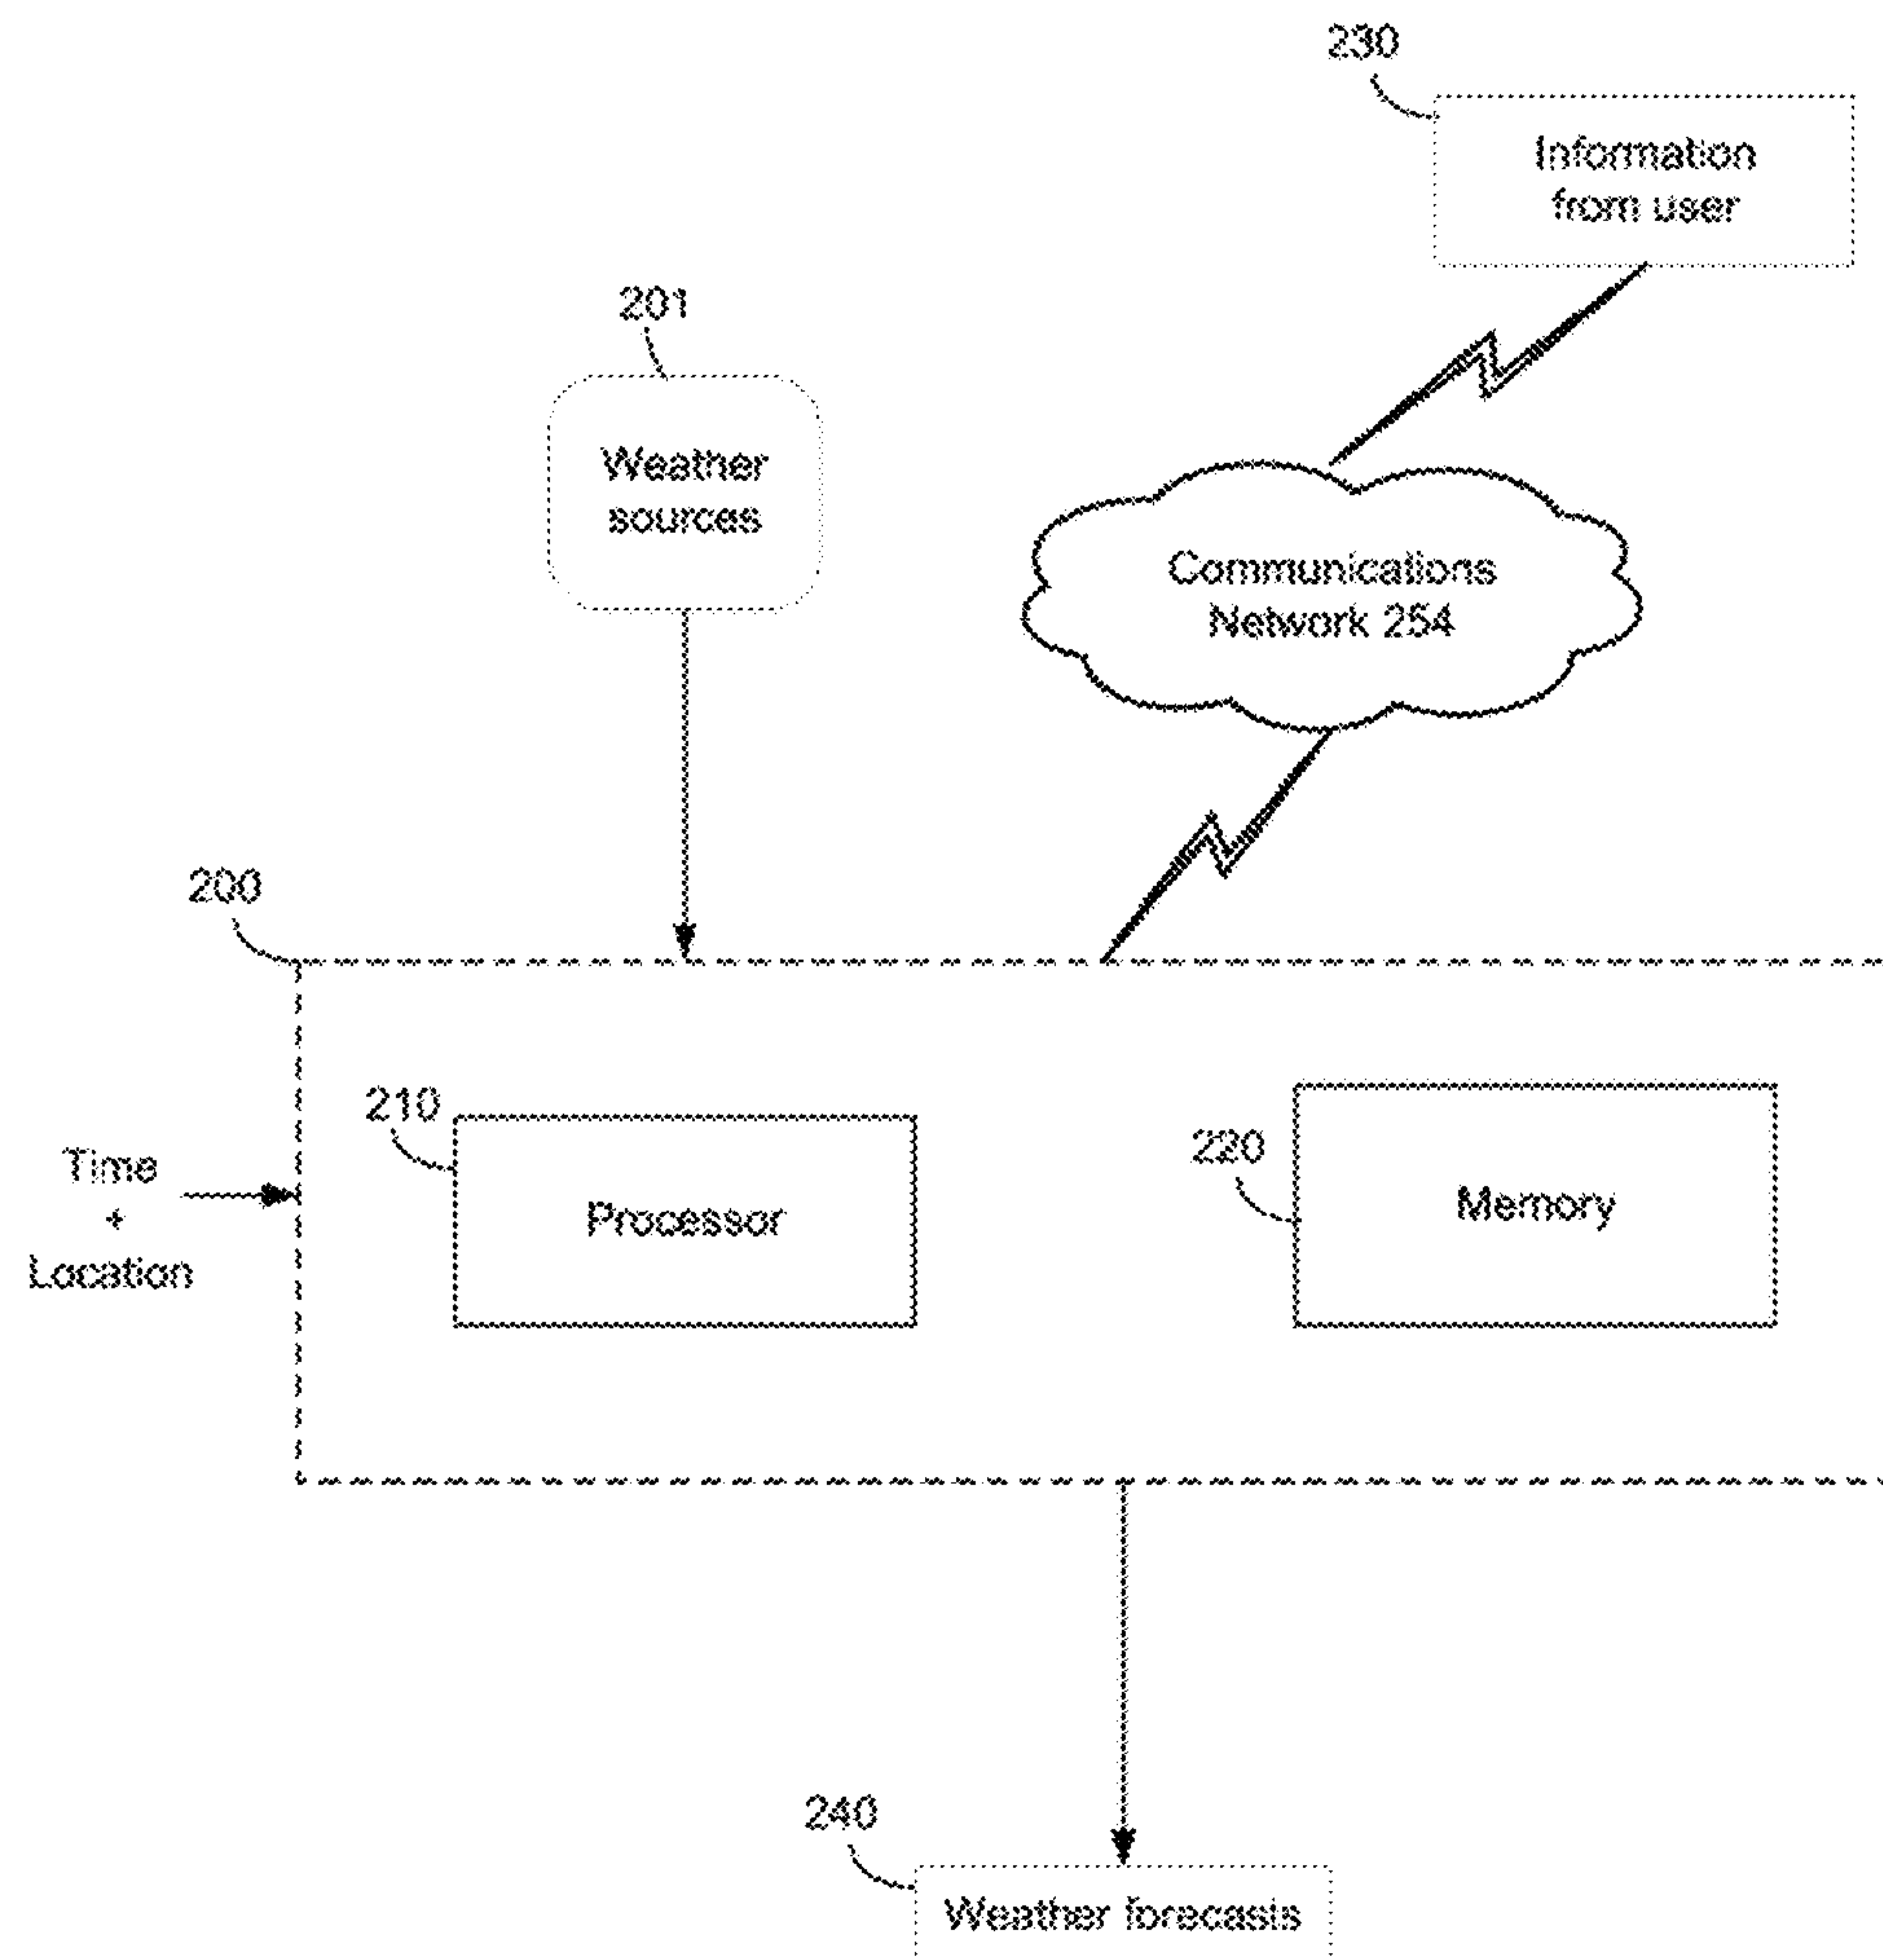 230
Information
from user
201
Weather
sources
Communications
Network 254
200
210
Processor
220
Memory
Time
+
Location
240
Weather forecasts